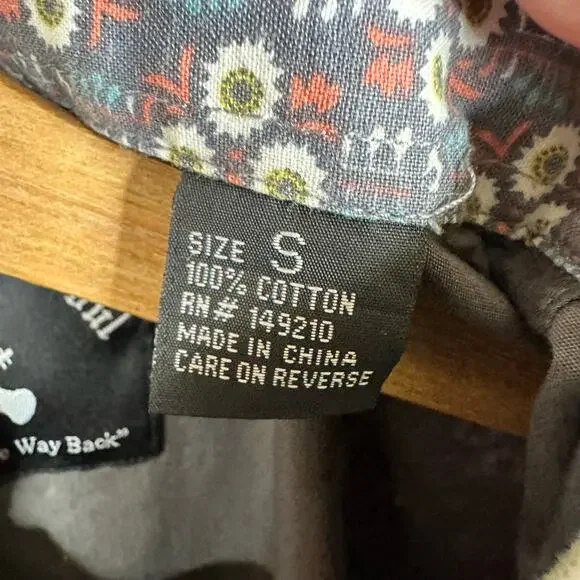 SIZE S
100% COTTON
RN# 149210
MADE IN CHINA
CARE ON REVERSE
Way Back"